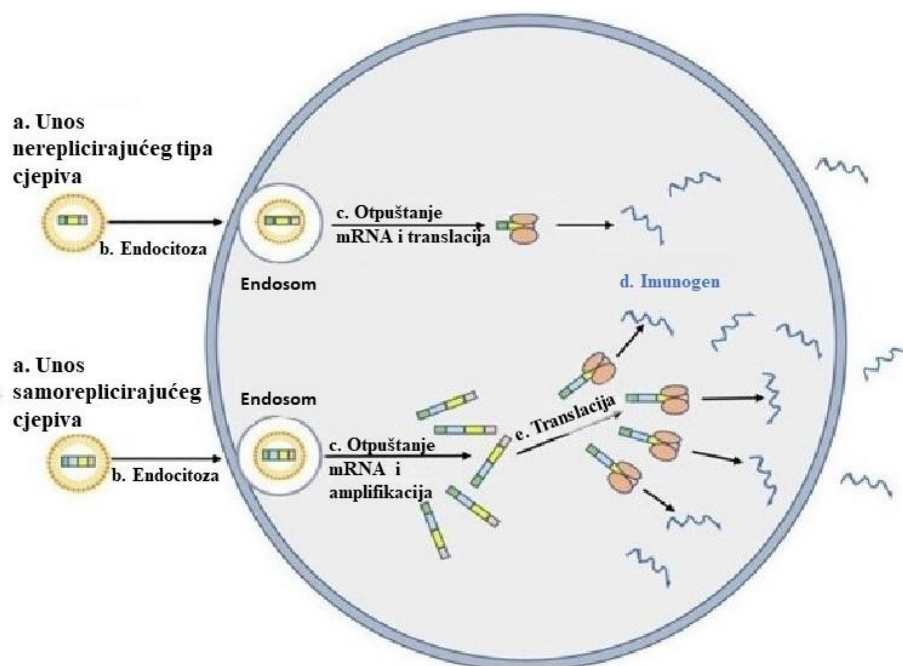 a. Unos
nereplicirajućeg tipa
cjepiva
b. Endocitoza
c. Otpuštanje
mRNA i translacija
Endosom
d. Imunogen
a. Unos
samoreplicirajućeg
cjepiva
b. Endocitoza
Endosom
c. Otpuštanje
mRNA i
amplifikacija
e. Translacija